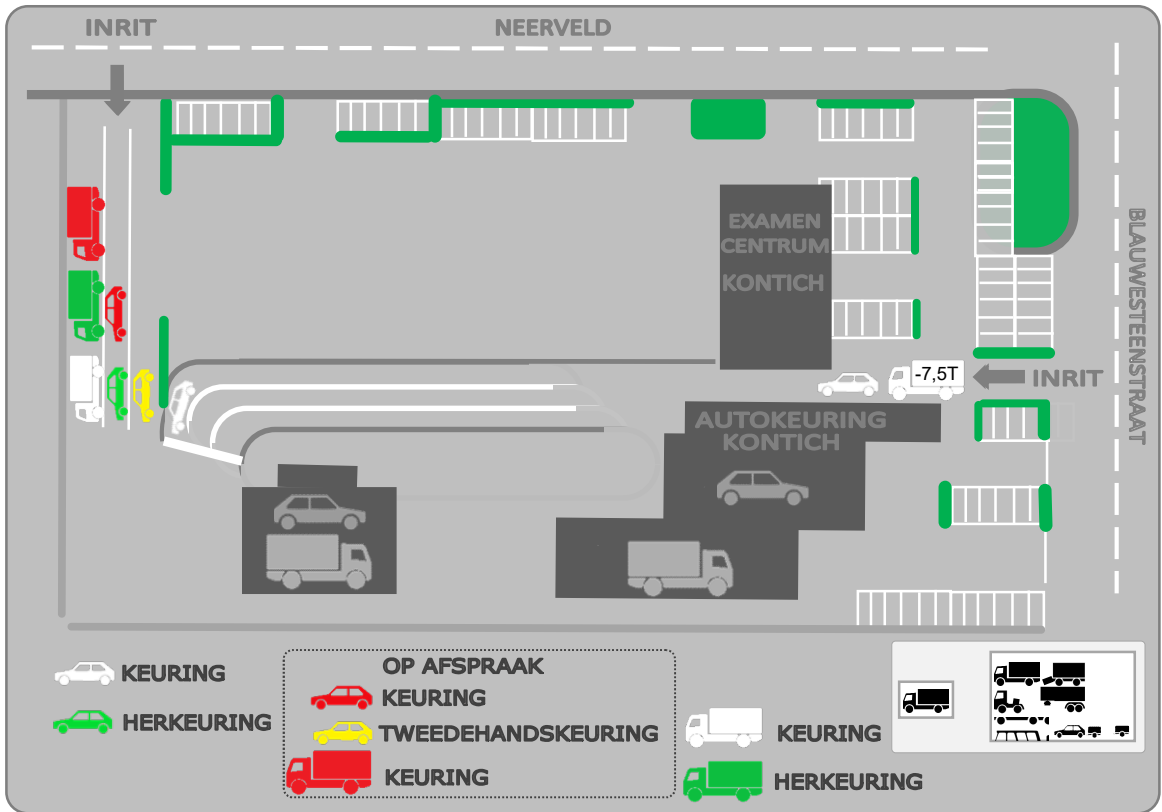 INRIT
NEERVELD
EXAMEN
CENTRUM
KONTICH
BLAUWESTEENSTRAAT
-7,5T
INRIT
AUTOKEURING
KONTICH
OP AFSPRAAK
KEURING
KEURING
HERKEURING
TWEEDEHANDSKEURING
KEURING
KEURING
HERKEURING